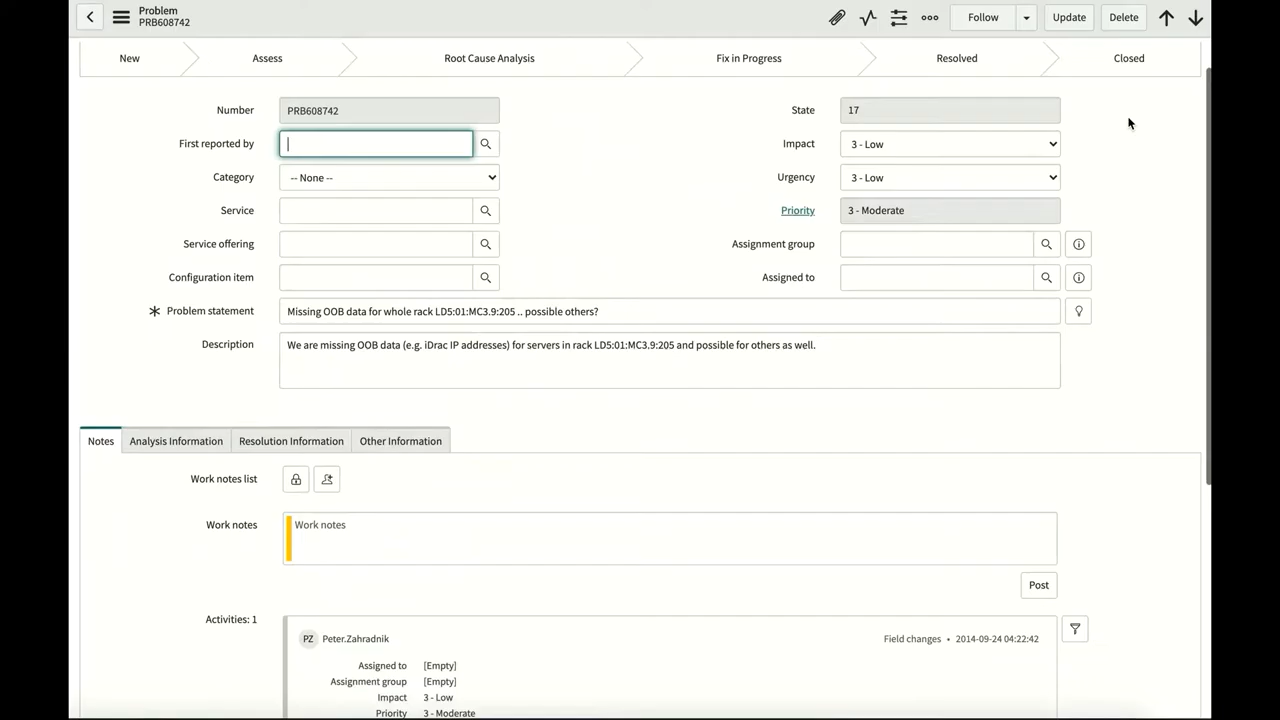 Problem
PRB608742
Follow
Update
Delete
New
Assess
Root Cause Analysis
Fix in Progress
Resolved
Closed
Number
PRB608742
State
17
First reported by
Impact
3 - Low
Category
-- None --
Urgency
3 - Low
Service
Priority
3 - Moderate
Service offering
Assignment group
Configuration item
Assigned to
Problem statement
Missing OOB data for whole rack LD5:01:MC3.9:205 .. possible others?
Description
We are missing OOB data (e.g. iDrac IP addresses) for servers in rack LD5:01:MC3.9:205 and possible for others as well.
Notes
Analysis Information
Resolution Information
Other Information
Work notes list
Work notes
Work notes
Post
Activities: 1
PZ
Peter.Zahradnik
Field changes • 2014-09-24 04:22:42
Assigned to
[Empty]
Assignment group
[Empty]
Impact
3 - Low
Priority
3 - Moderate